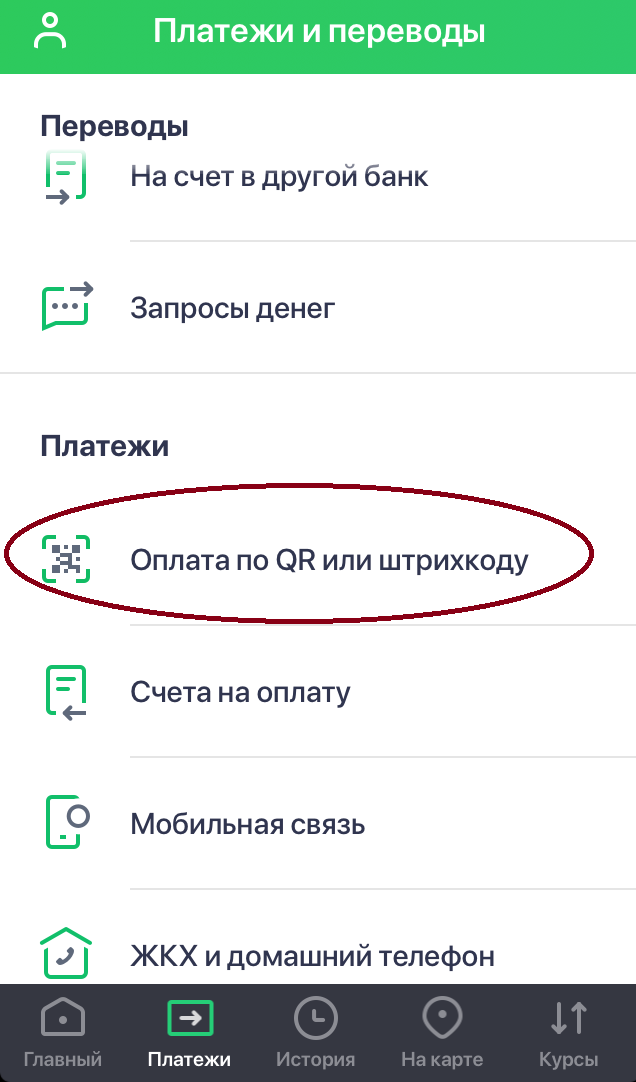 Платежи и переводы
Переводы
На счет в другой банк
Запросы денег
Платежи
Оплата по QR или штрихкоду
Счета на оплату
Мобильная связь
ЖКХ и домашний телефон
Главный Платежи История На карте Курсы